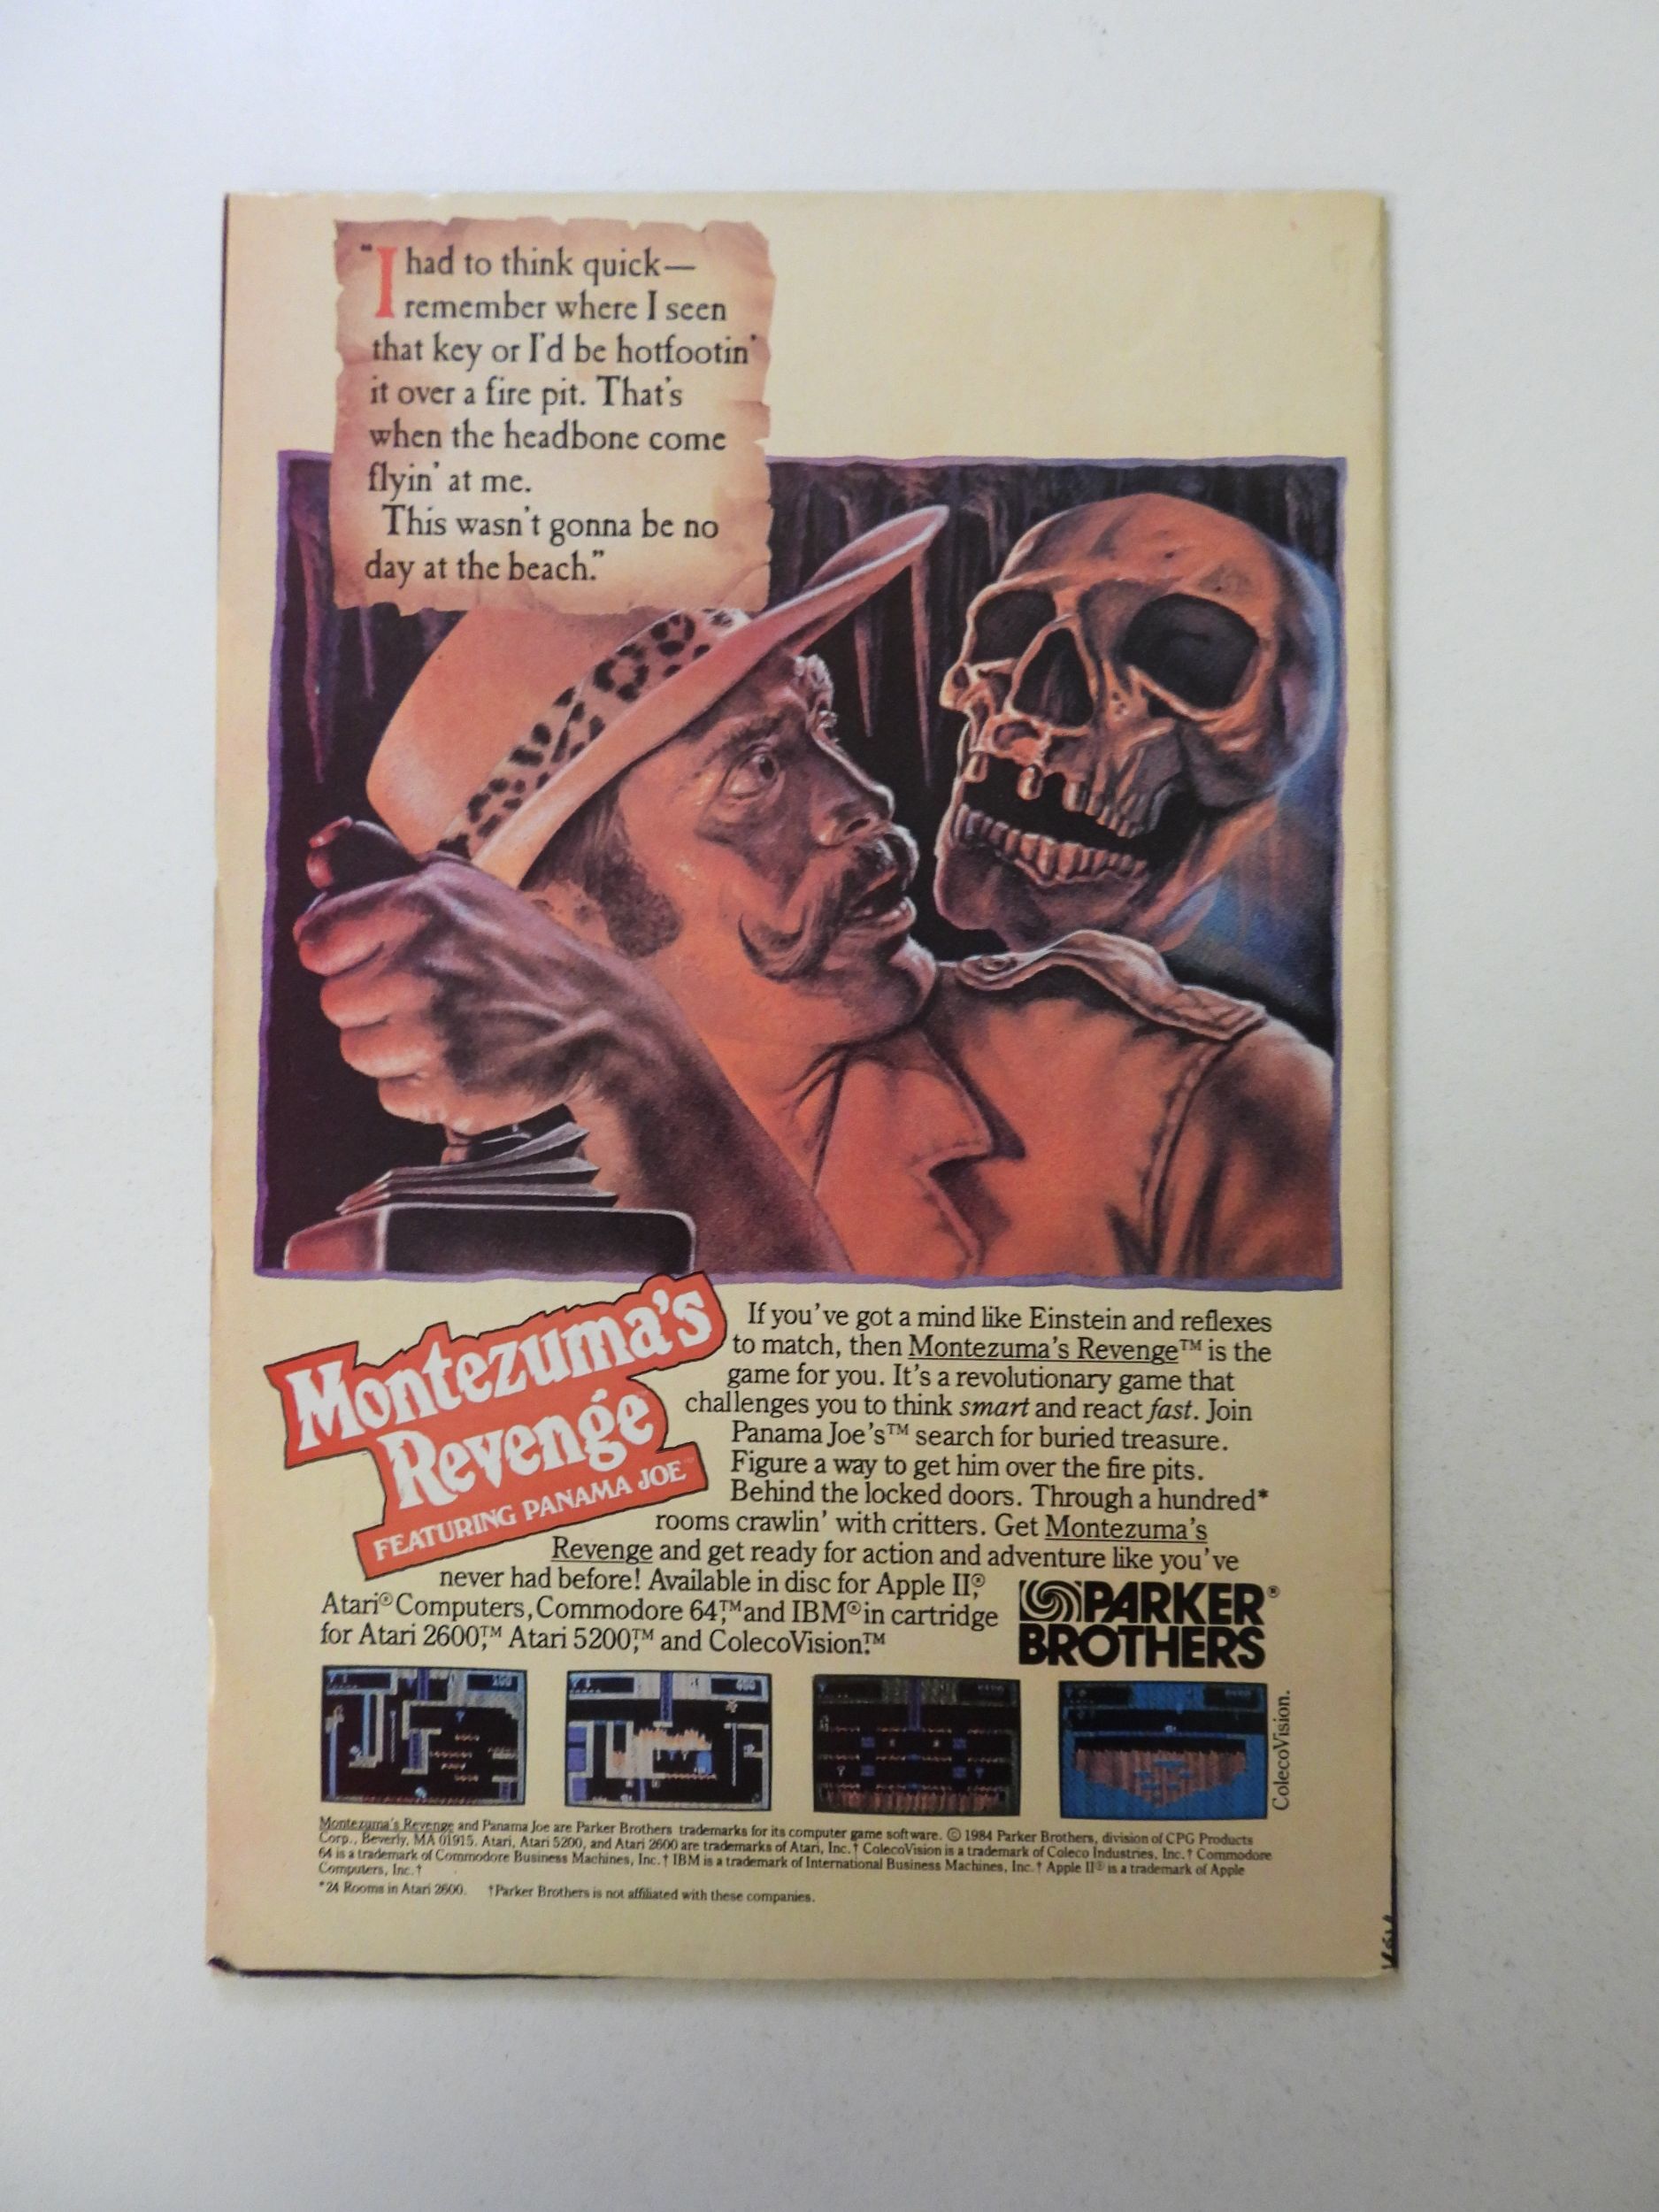 "I had to think quick—
remember where I seen
that key or I'd be hotfootin'
it over a fire pit. That's
when the headbone come
flyin' at me.
This wasn't gonna be no
day at the beach."
Montezuma's
Revenge™
FEATURING PANAMA JOE™
If you've got a mind like Einstein and reflexes
to match, then Montezuma's Revenge™ is the
game for you. It's a revolutionary game that
challenges you to think smart and react fast. Join
Panama Joe's™ search for buried treasure.
Figure a way to get him over the fire pits.
Behind the locked doors. Through a hundred*
rooms crawlin' with critters. Get Montezuma's
Revenge and get ready for action and adventure like you've
never had before! Available in disc for Apple II,®
Atari® Computers, Commodore 64,™ and IBM® in cartridge
for Atari 2600,™ Atari 5200,™ and ColecoVision.™
PARKER®
BROTHERS
100
400
ColecoVision.
Montezuma's Revenge and Panama Joe are Parker Brothers trademarks for its computer game software. © 1984 Parker Brothers, division of CPG Products
Corp., Beverly, MA 01915. Atari, Atari 5200, and Atari 2600 are trademarks of Atari, Inc.† ColecoVision is a trademark of Coleco Industries, Inc.† Commodore
64 is a trademark of Commodore Business Machines, Inc.† IBM is a trademark of International Business Machines, Inc.† Apple II® is a trademark of Apple
Computers, Inc.†
*24 Rooms in Atari 2600. †Parker Brothers is not affiliated with these companies.